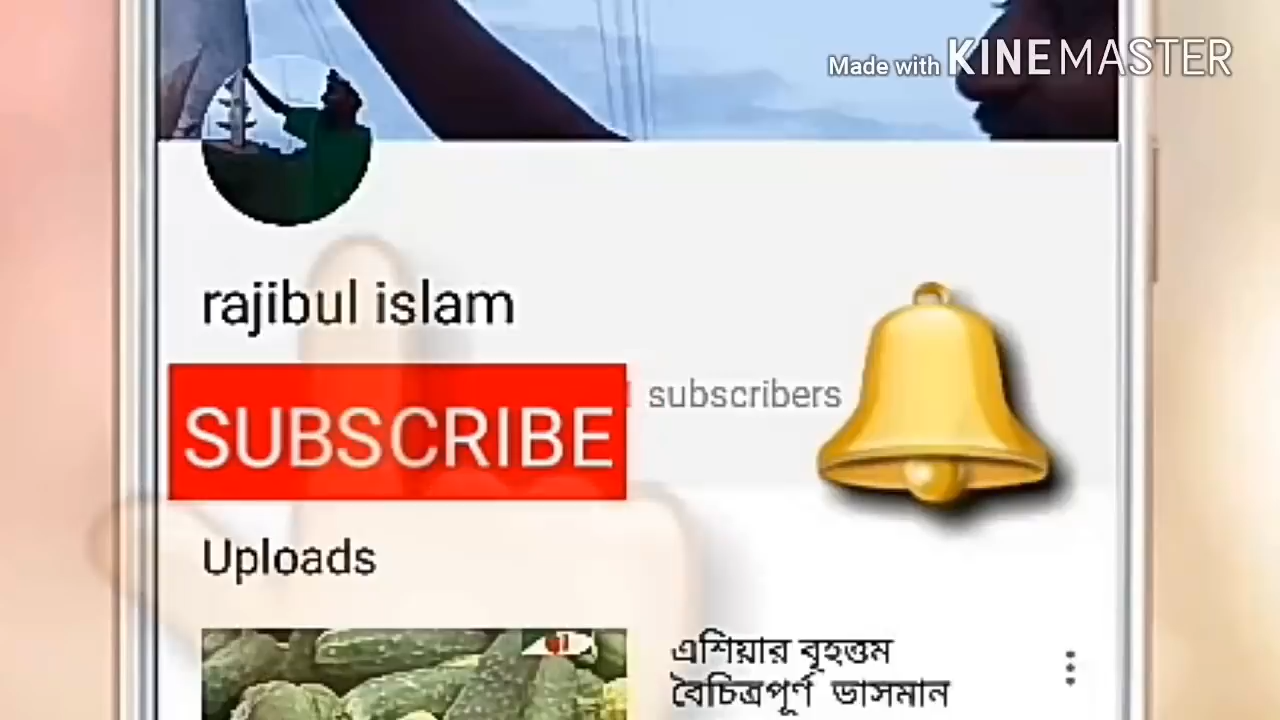 Made with KINEMASTER
rajibul islam
SUBSCRIBE
subscribers
Uploads
এশিয়ার বৃহত্তম
বৈচিত্রপূর্ণ ভাসমান